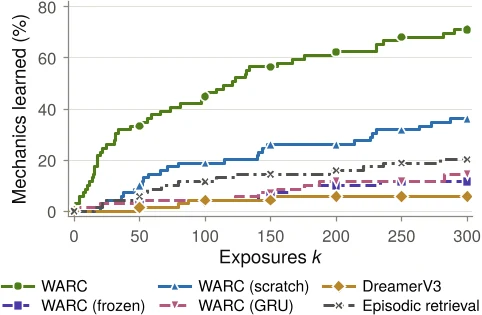 80
60
40
20
0
Mechanics learned (%)
0 50 100 150 200 250 300
Exposures k
WARC WARC (scratch) DreamerV3
WARC (frozen) WARC (GRU) Episodic retrieval